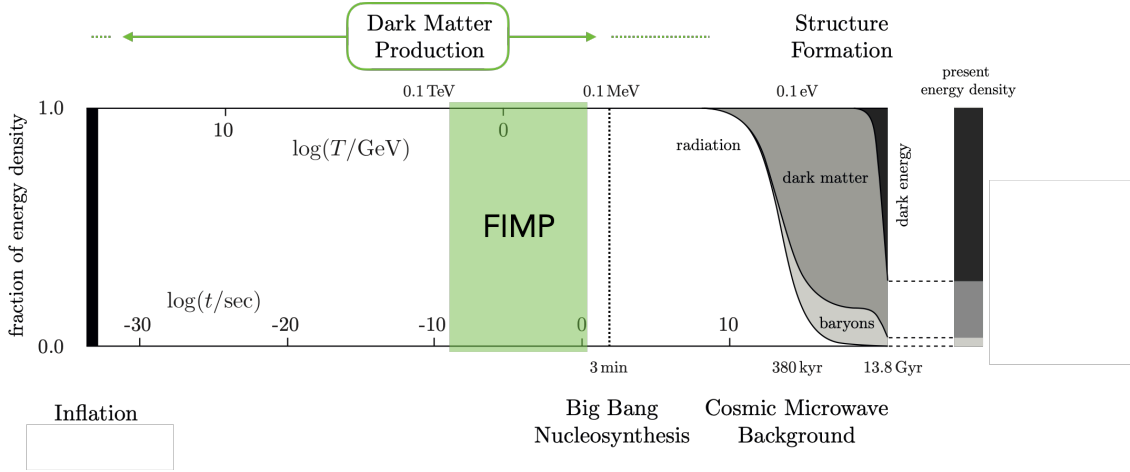 Dark Matter
Production
Structure
Formation
present
energy density
0.1 TeV
0.1 MeV
0.1 eV
1.0
10
0
log(T/GeV)
radiation
dark matter
dark energy
fraction of energy density
FIMP
log(t/sec)
-30
-20
-10
0
10
baryons
0.0
3 min
380 kyr
13.8 Gyr
Inflation
Big Bang
Nucleosynthesis
Cosmic Microwave
Background